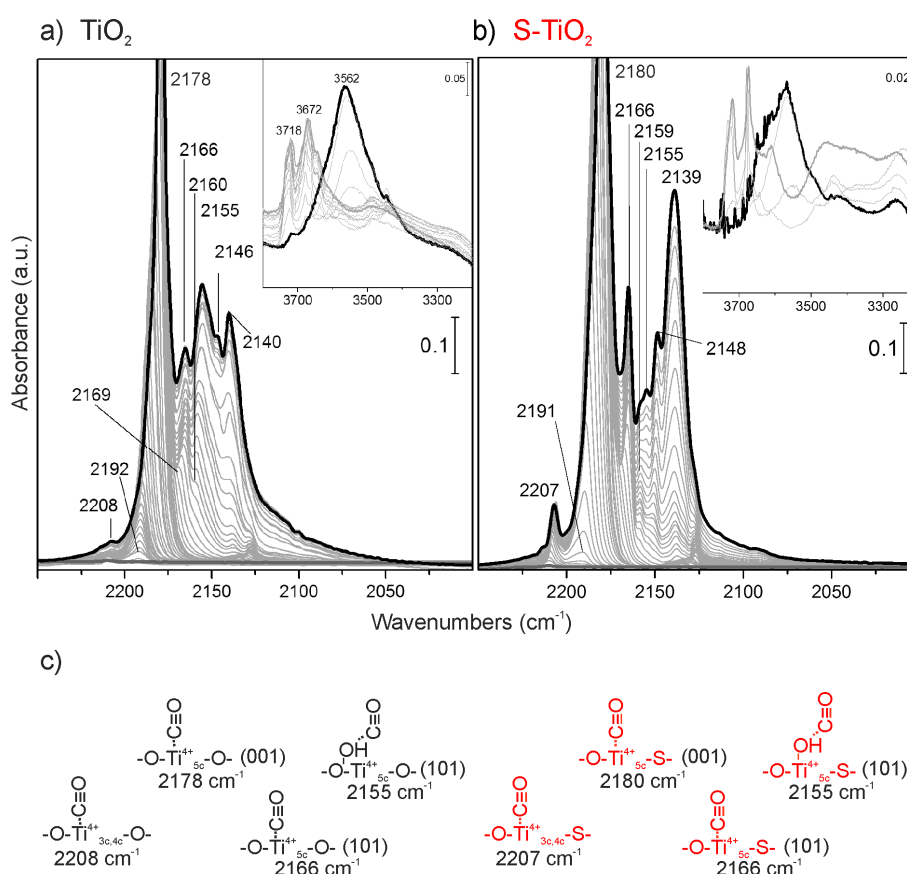 a) TiO2
b) S-TiO2
Absorbance (a.u.)
2178
2166
2160
2155
2146
2140
2169
2192
2208
0.1
0.05
3562
3672
3718
3700 3500 3300
2200 2150 2100 2050
2180
2166
2159
2155
2139
2148
2191
2207
0.1
0.02
3700 3500 3300
2200 2150 2100 2050
Wavenumbers (cm-1)
c)
C≡O
-O-Ti4+5c-O- (001)
2178 cm-1
C≡O
OH
-O-Ti4+5c-O- (101)
2155 cm-1
C≡O
-O-Ti4+5c-S- (001)
2180 cm-1
C≡O
OH
-O-Ti4+5c-S- (101)
2155 cm-1
C≡O
-O-Ti4+3c,4c-O-
2208 cm-1
C≡O
-O-Ti4+5c-O- (101)
2166 cm-1
C≡O
-O-Ti4+3c,4c-S-
2207 cm-1
C≡O
-O-Ti4+5c-S- (101)
2166 cm-1